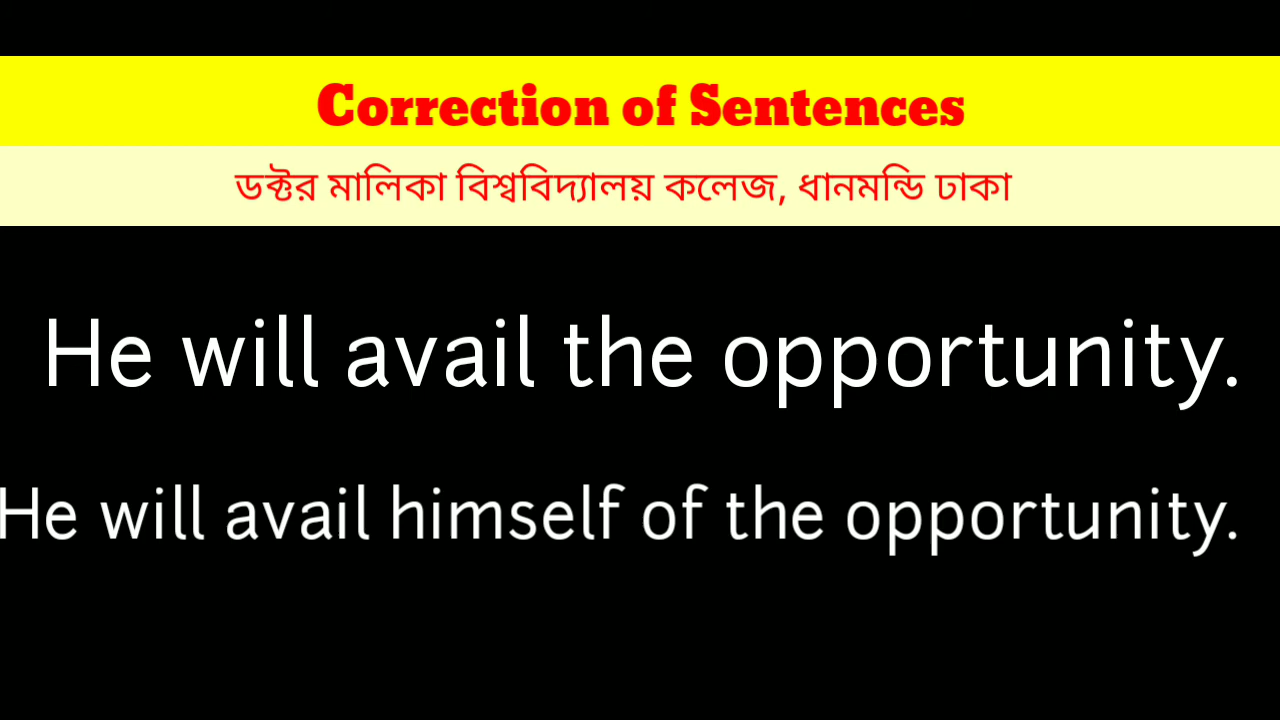 Correction of Sentences
ডক্টর মালিকা বিশ্ববিদ্যালয় কলেজ, ধানমন্ডি ঢাকা
He will avail the opportunity.
He will avail himself of the opportunity.